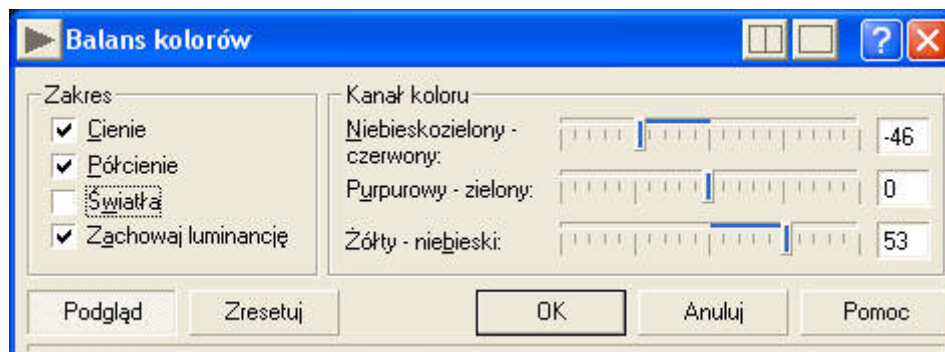 Balans kolorów
Zakres
Cienie
Półcienie
Światła
Zachowaj luminancję
Kanał koloru
Niebieskozielony -
czerwony:
-46
Purpurowy - zielony:
0
Żółty - niebieski:
53
Podgląd
Zresetuj
OK
Anuluj
Pomoc